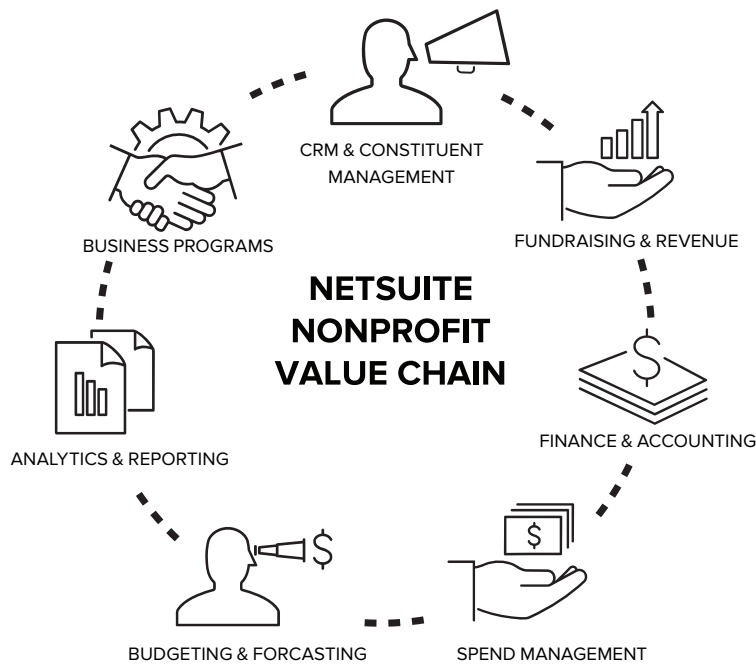 CRM & CONSTITUENT
MANAGEMENT
FUNDRAISING & REVENUE
BUSINESS PROGRAMS
NETSUITE
NONPROFIT
VALUE CHAIN
$
FINANCE & ACCOUNTING
ANALYTICS & REPORTING
$
$
BUDGETING & FORCASTING
SPEND MANAGEMENT